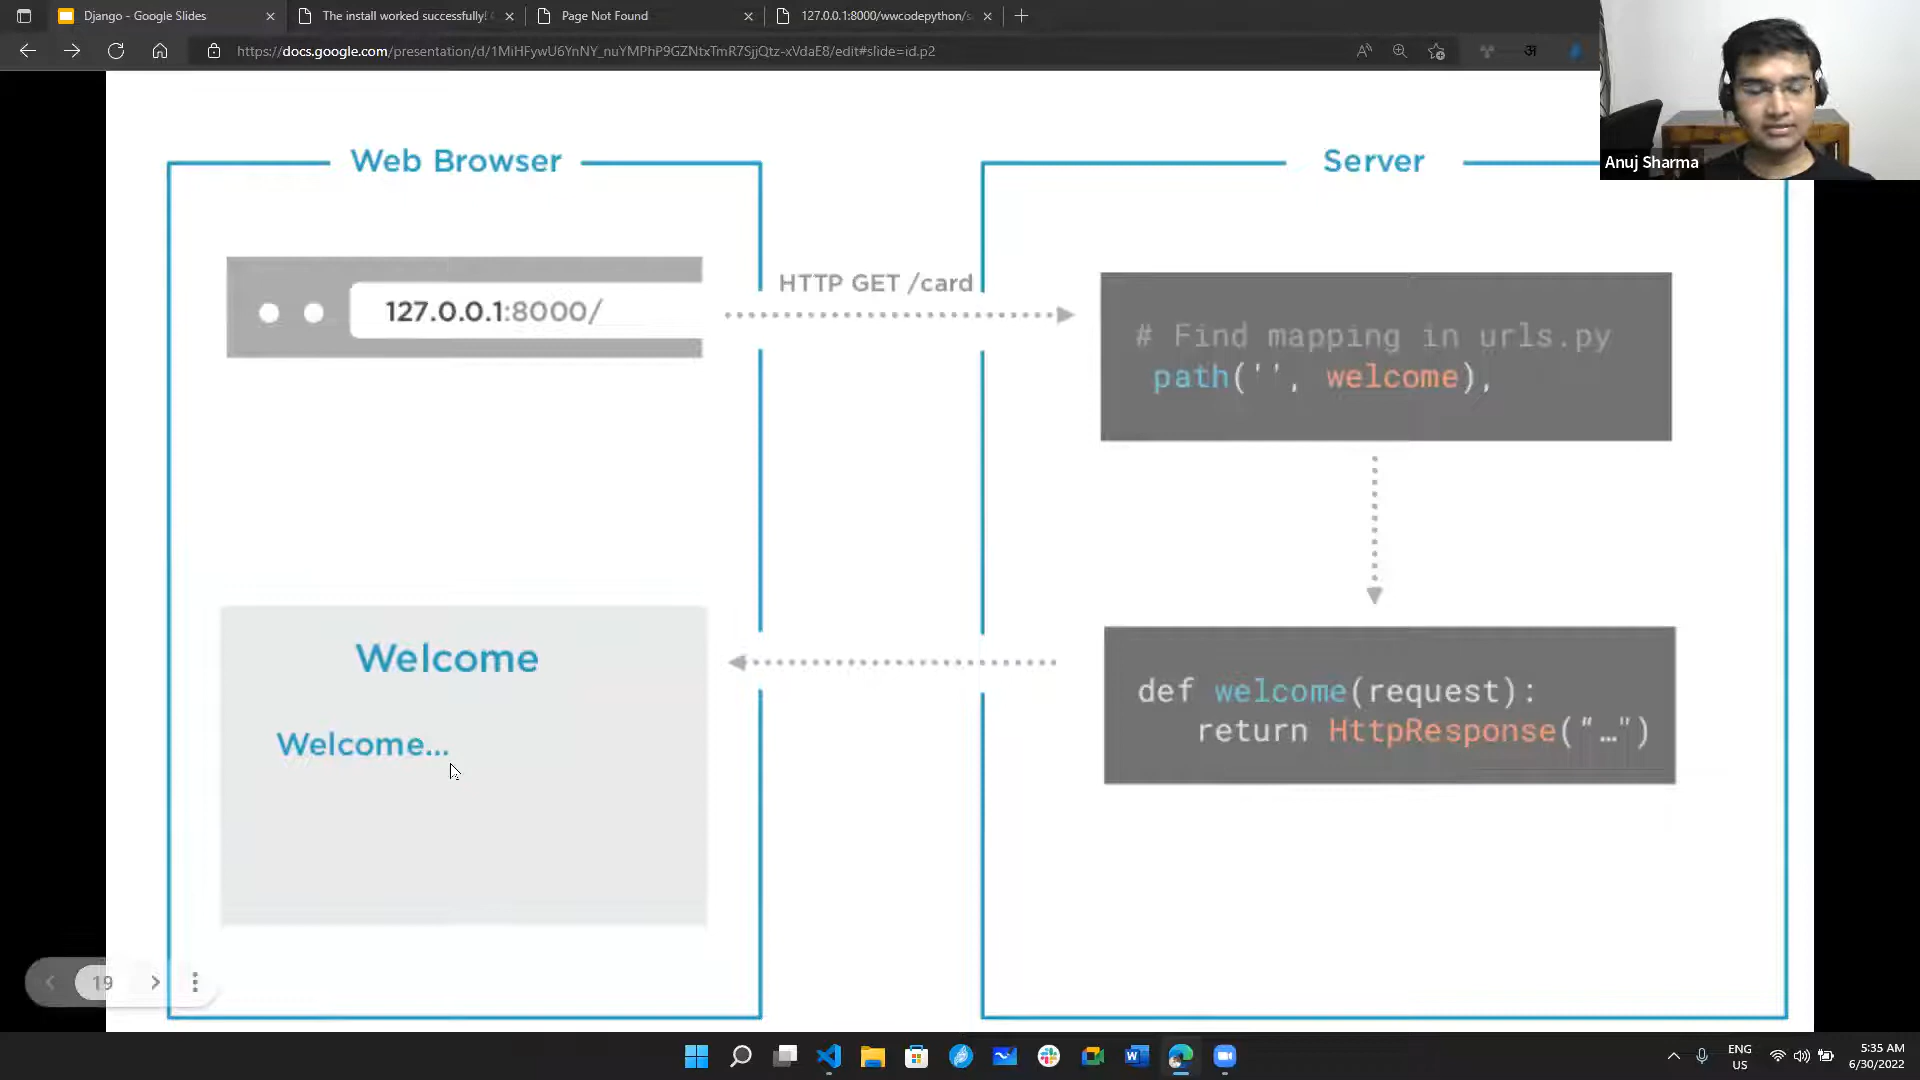 Django - Google Slides
The install worked successfully!
Page Not Found
127.0.0.1:8000/wwcodepython/s
https://docs.google.com/presentation/d/1MiHFywU6YnNY_nuYMPhP9GZNtxTmR7SjjQtz-xVdaE8/edit#slide=id.p2
Anuj Sharma
Web Browser
Server
127.0.0.1:8000/
HTTP GET /card
# Find mapping in urls.py
path('', welcome),
Welcome
Welcome...
def welcome(request):
return HttpResponse("…")
19
ENG
US
5:35 AM
6/30/2022